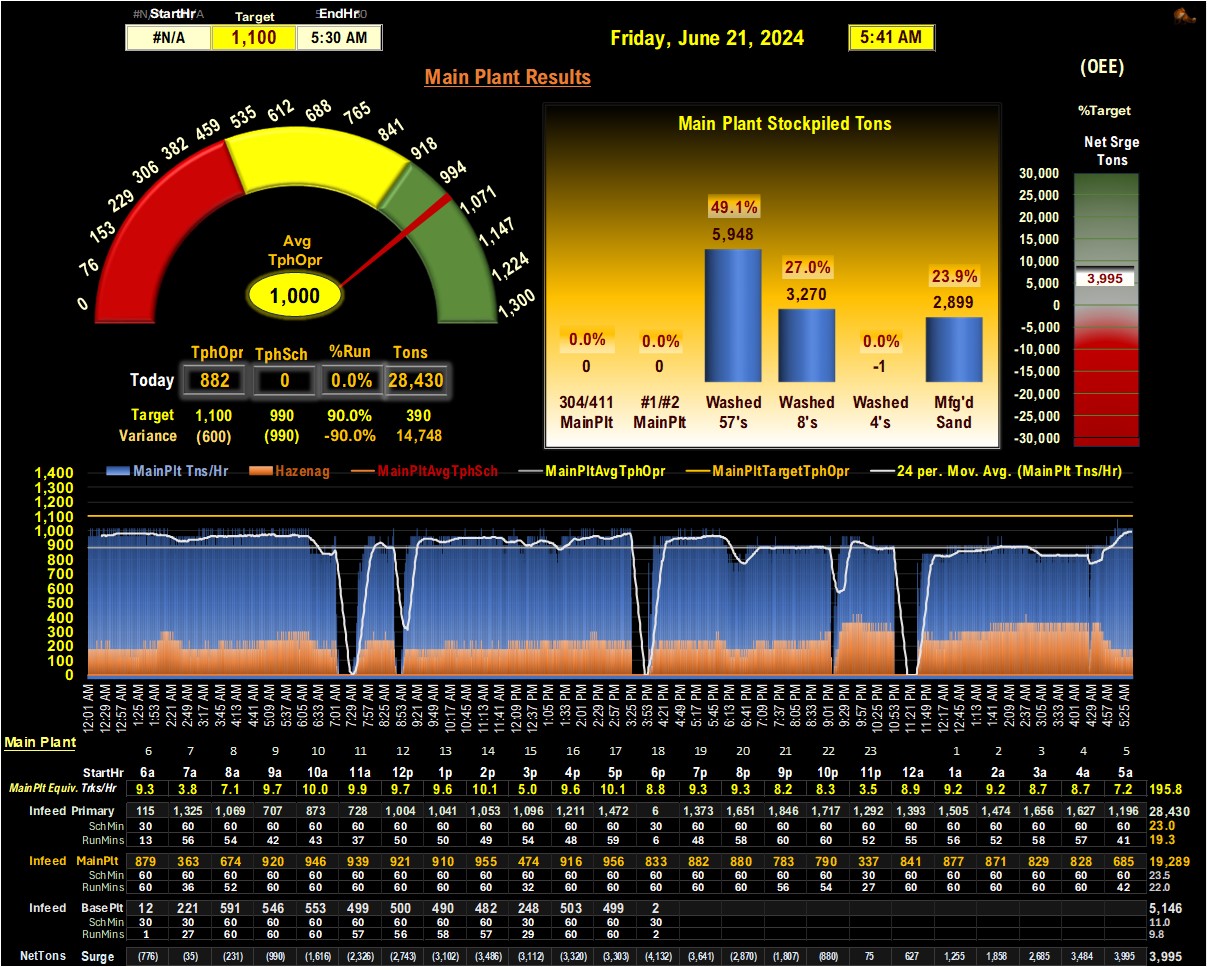 StartHr Target EndHr
#N/A 1,100 5:30 AM
Friday, June 21, 2024 5:41 AM
(OEE)
Main Plant Results
%Target
Net Srge
Tons
0 76 153 229 306 382 459 535 612 688 765 841 918 994 1,071 1,147 1,224 1,300
Avg
TphOpr
1,000
TphOpr TphSch %Run Tons
Today 882 0 0.0% 28,430
Target 1,100 990 90.0% 390
Variance (600) (990) -90.0% 14,748
Main Plant Stockpiled Tons
49.1%
5,948
27.0%
3,270
23.9%
2,899
0.0% 0.0% 0.0%
0 0 -1
304/411 #1/#2 Washed Washed Washed Mfg'd
MainPlt MainPlt 57's 8's 4's Sand
30,000
25,000
20,000
15,000
10,000
5,000
0
-5,000
-10,000
-15,000
-20,000
-25,000
-30,000
3,995
MainPlt Tns/Hr Hazenag MainPltAvgTphSch MainPltAvgTphOpr MainPltTargetTphOpr 24 per. Mov. Avg. (MainPlt Tns/Hr)
1,400
1,300
1,200
1,100
1,000
900
800
700
600
500
400
300
200
100
0
12:01 AM 12:29 AM 12:57 AM 1:25 AM 1:53 AM 2:21 AM 2:49 AM 3:17 AM 3:45 AM 4:13 AM 4:41 AM 5:09 AM 5:37 AM 6:05 AM 6:33 AM 7:01 AM 7:29 AM 7:57 AM 8:25 AM 8:53 AM 9:21 AM 9:49 AM 10:17 AM 10:45 AM 11:13 AM 11:41 AM 12:09 PM 12:37 PM 1:05 PM 1:33 PM 2:01 PM 2:29 PM 2:57 PM 3:25 PM 3:53 PM 4:21 PM 4:49 PM 5:17 PM 5:45 PM 6:13 PM 6:41 PM 7:09 PM 7:37 PM 8:05 PM 8:33 PM 9:01 PM 9:29 PM 9:57 PM 10:25 PM 10:53 PM 11:21 PM 11:49 PM 12:17 AM 12:45 AM 1:13 AM 1:41 AM 2:09 AM 2:37 AM 3:05 AM 3:33 AM 4:01 AM 4:29 AM 4:57 AM 5:25 AM
Main Plant
6 7 8 9 10 11 12 13 14 15 16 17 18 19 20 21 22 23 1 2 3 4 5
StartHr 6a 7a 8a 9a 10a 11a 12p 1p 2p 3p 4p 5p 6p 7p 8p 9p 10p 11p 12a 1a 2a 3a 4a 5a
MainPlt Equiv. Trks/Hr 9.3 3.8 7.1 9.7 10.0 9.9 9.7 9.6 10.1 5.0 9.6 10.1 8.8 9.3 9.3 8.2 8.3 3.5 8.9 9.2 9.2 8.7 8.7 7.2 195.8
Infeed Primary 115 1,325 1,069 707 873 728 1,004 1,041 1,053 1,096 1,211 1,472 6 1,373 1,651 1,846 1,717 1,292 1,393 1,505 1,474 1,656 1,627 1,196 28,430
SchMin 30 60 60 60 60 60 60 60 60 60 60 60 30 60 60 60 60 60 60 60 60 60 60 60 23.0
RunMins 13 56 54 42 43 37 50 50 49 54 48 59 6 48 58 60 60 52 55 56 52 58 57 41 19.3
Infeed MainPlt 879 363 674 920 946 939 921 910 955 474 916 956 833 882 880 783 790 337 841 877 871 829 828 685 19,289
SchMin 60 60 60 60 60 60 60 60 60 60 60 60 60 60 60 60 60 30 60 60 60 60 60 60 23.5
RunMins 60 36 52 60 60 60 60 60 60 32 60 60 60 60 60 56 54 27 60 60 60 60 60 42 22.0
Infeed BasePlt 12 221 591 546 553 499 500 490 482 248 503 499 2 5,146
SchMin 30 30 60 60 60 60 60 60 60 30 60 60 30 11.0
RunMins 1 27 60 60 60 57 56 58 57 29 60 60 2 9.8
NetTons Surge (776) (35) (231) (990) (1,616) (2,326) (2,743) (3,102) (3,486) (3,112) (3,320) (3,303) (4,132) (3,641) (2,870) (1,807) (880) 75 627 1,255 1,858 2,685 3,484 3,995 3,995